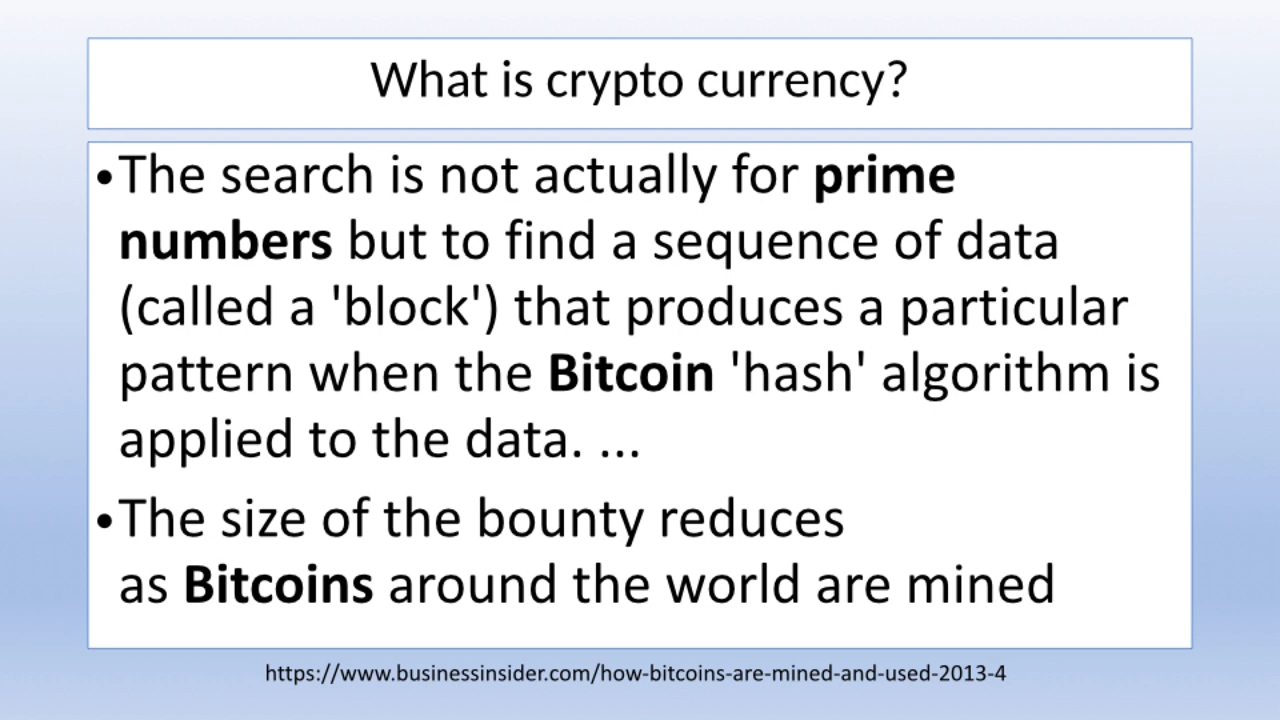 What is crypto currency?
•The search is not actually for prime
numbers but to find a sequence of data
(called a 'block') that produces a particular
pattern when the Bitcoin 'hash' algorithm is
applied to the data. ...
•The size of the bounty reduces
as Bitcoins around the world are mined
https://www.businessinsider.com/how-bitcoins-are-mined-and-used-2013-4